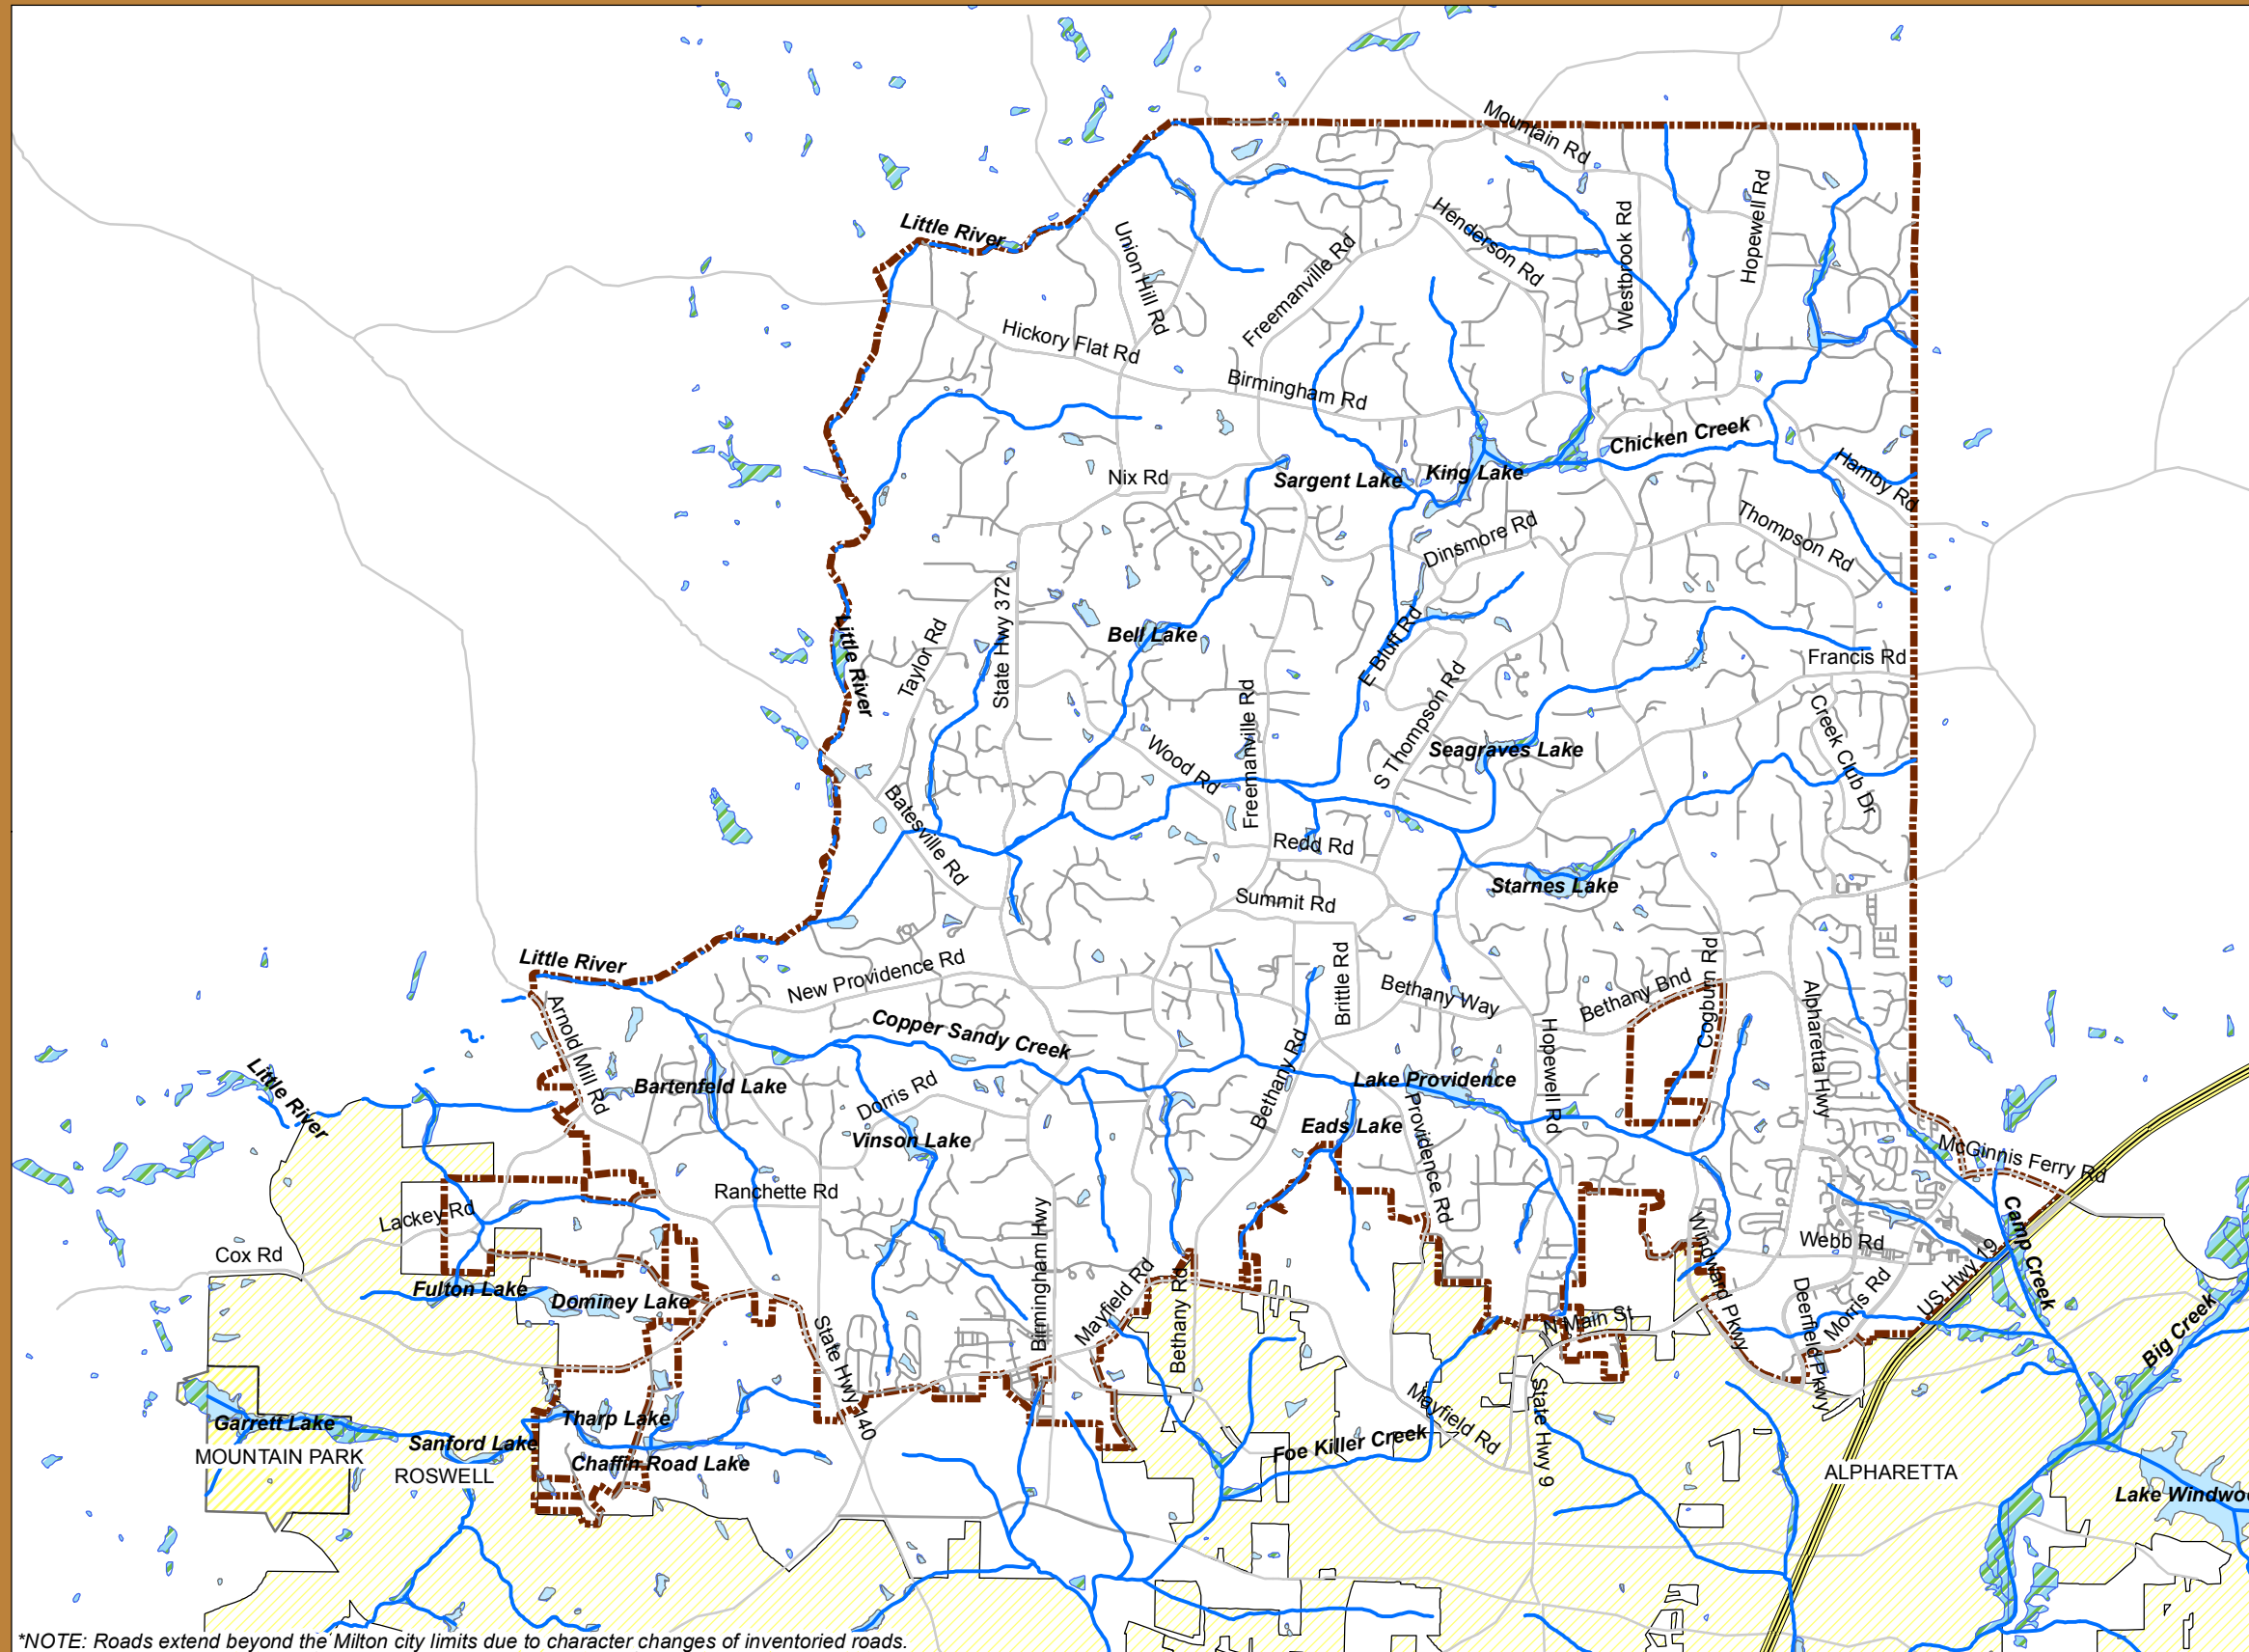 Mountain Rd
Little River
Union Hill Rd
Henderson Rd
Westbrook Rd
Hopewell Rd
Freemanville Rd
Hickory Flat Rd
Birmingham Rd
Chicken Creek
Nix Rd
Sargent Lake
King Lake
Hamby Rd
Dinsmore Rd
Thompson Rd
State Hwy 372
Taylor Rd
Little River
Bell Lake
E Bluff Rd
S Thompson Rd
Francis Rd
Freemanville Rd
Creek Club Dr
Wood Rd
Seagraves Lake
Batesville Rd
Redd Rd
Starnes Lake
Summit Rd
Little River
New Providence Rd
Brittle Rd
Bethany Way
Bethany Bnd
Cogburn Rd
Alpharetta Hwy
Arnold Mill Rd
Copper Sandy Creek
Hopewell Rd
Bethany Rd
Little River
Bartenfeld Lake
Dorris Rd
Lake Providence
Providence Rd
Vinson Lake
Eads Lake
McGinnis Ferry Rd
Ranchette Rd
Lackey Rd
Cox Rd
Birmingham Hwy
Windward Pkwy
Webb Rd
Camp Creek
US Hwy 19
Fulton Lake
Dominey Lake
Mayfield Rd
Bethany Rd
N Main St
Deerfield Pkwy
Morris Rd
Big Creek
State Hwy 140
Mayfield Rd
State Hwy 9
Garrett Lake
Tharp Lake
Sanford Lake
Foe Killer Creek
MOUNTAIN PARK
ROSWELL
Chaffin Road Lake
ALPHARETTA
Lake Windwo
*NOTE: Roads extend beyond the Milton city limits due to character changes of inventoried roads.